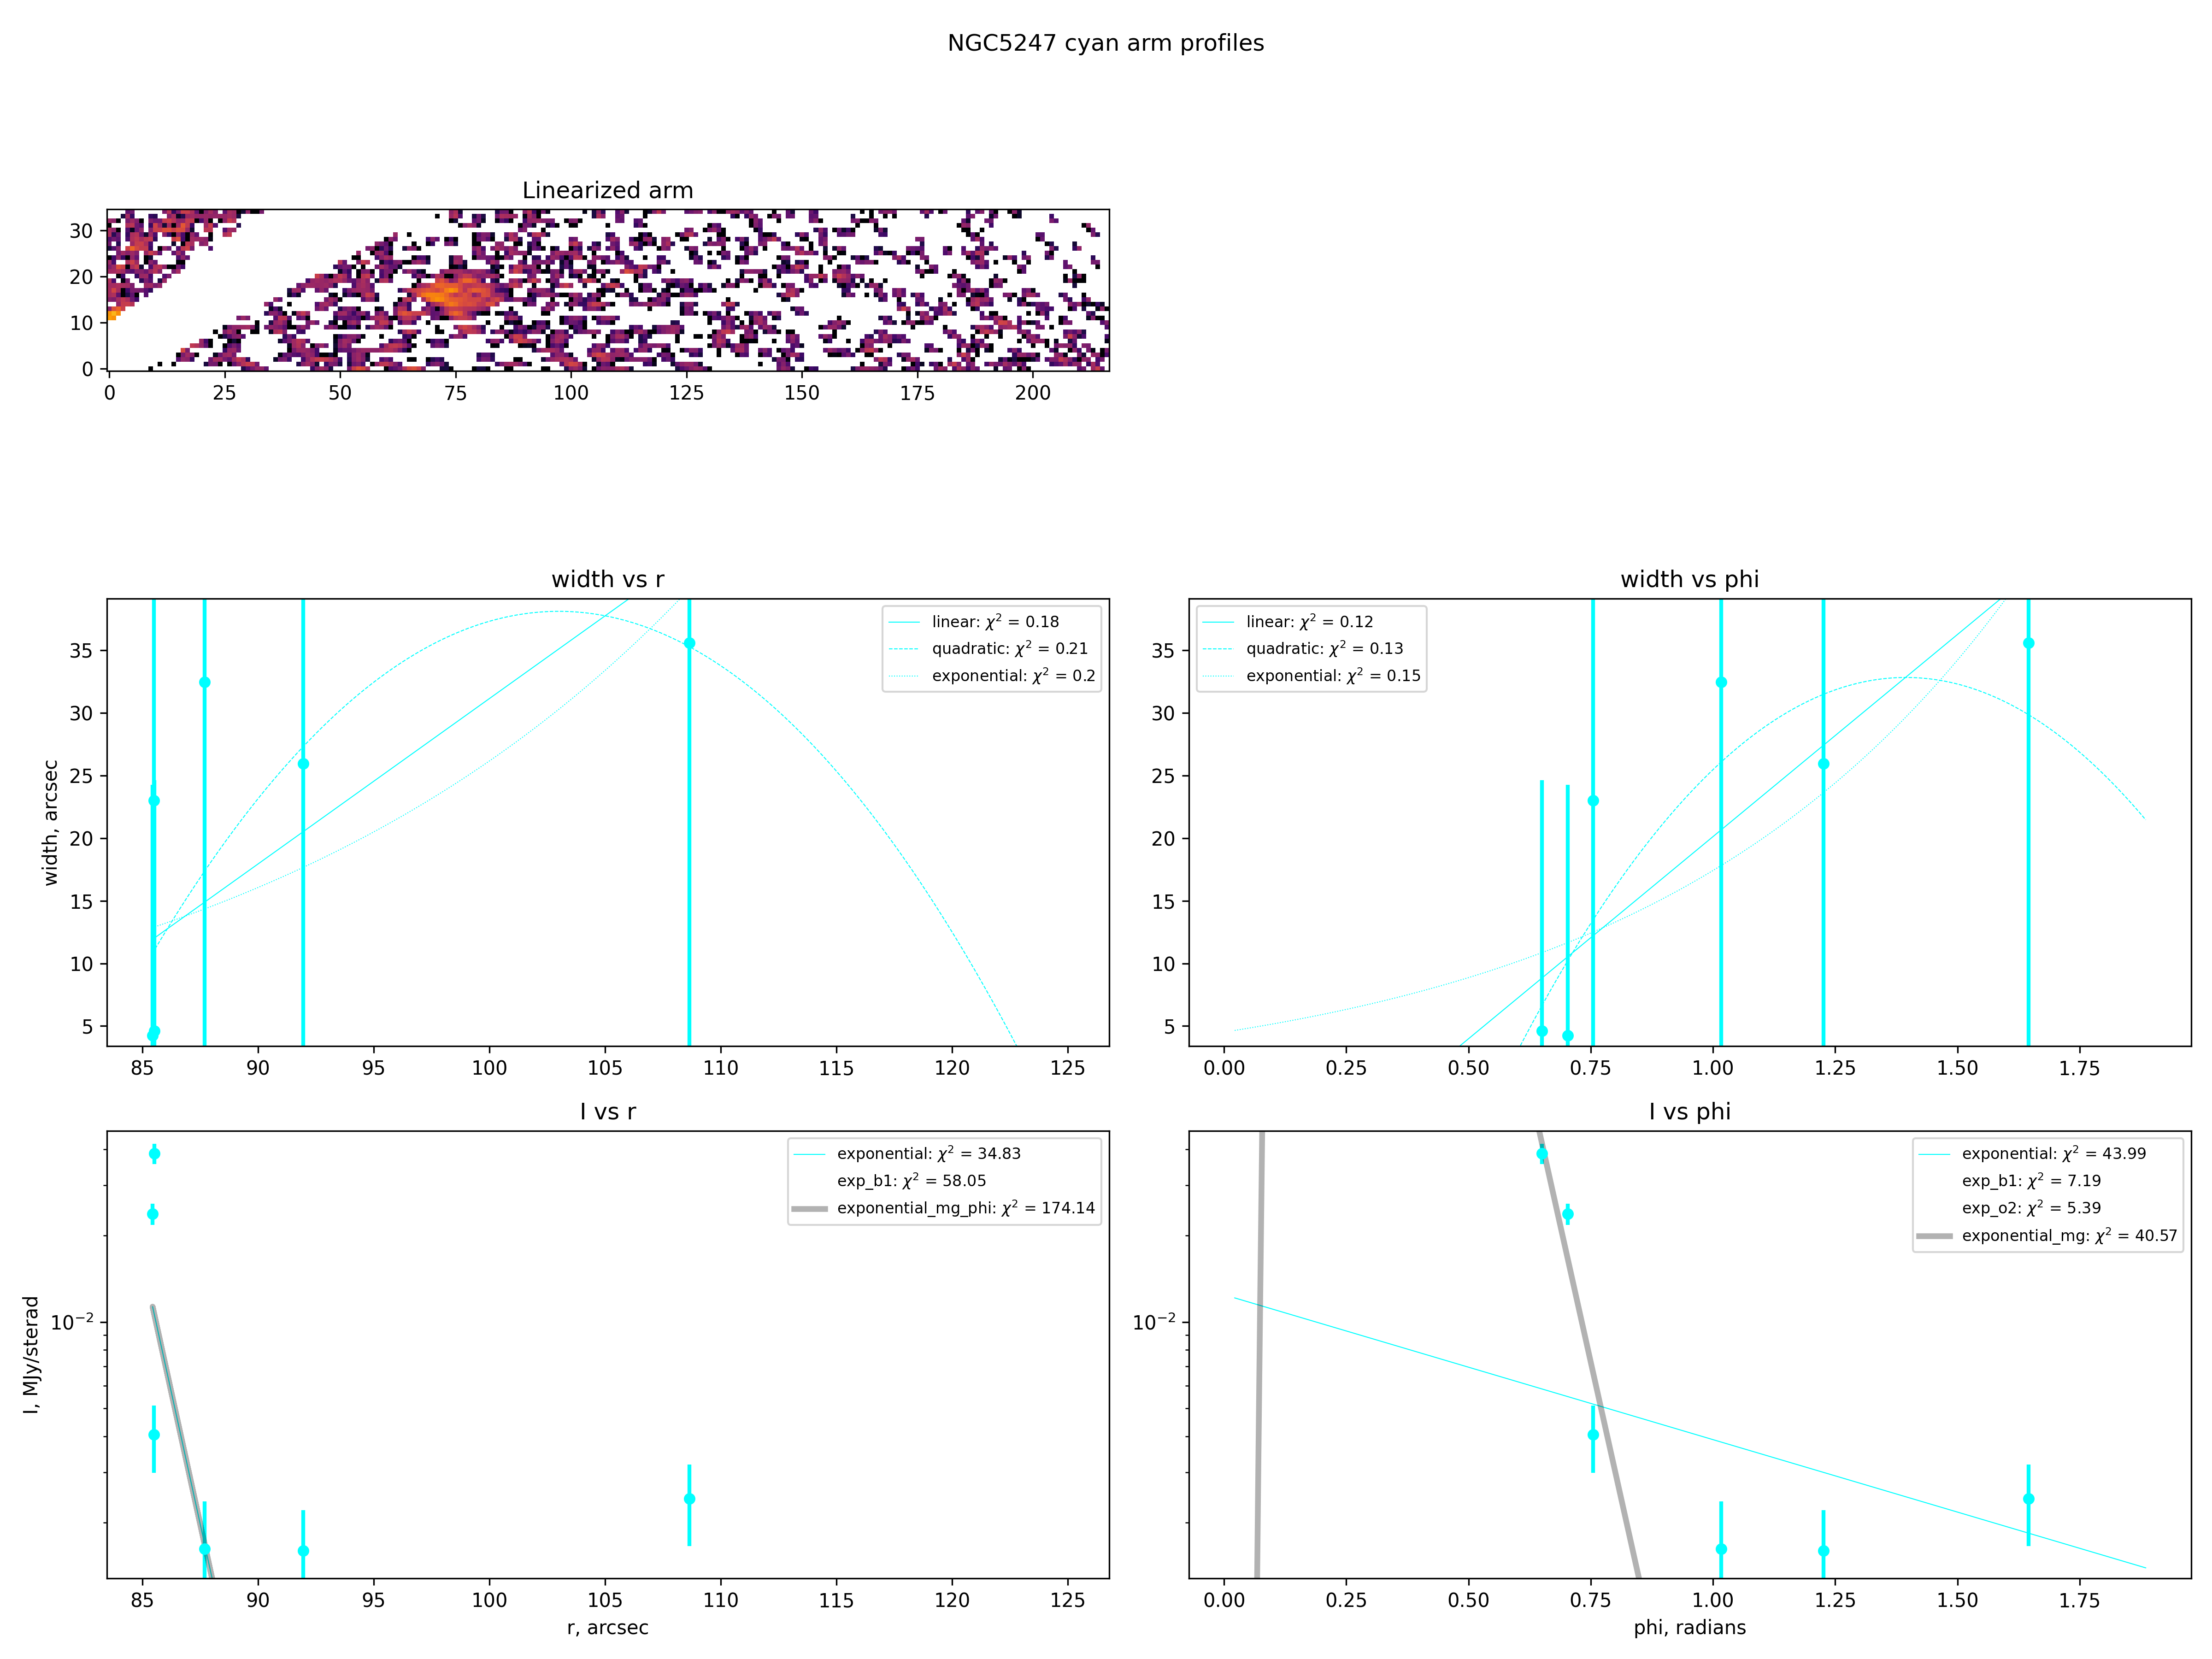 NGC5247 cyan arm profiles
Linearized arm
30
20
10
0
0 25 50 75 100 125 150 175 200
width vs r
width, arcsec
35
30
25
20
15
10
5
linear: χ² = 0.18
quadratic: χ² = 0.21
exponential: χ² = 0.2
85 90 95 100 105 110 115 120 125
width vs phi
35
30
25
20
15
10
5
linear: χ² = 0.12
quadratic: χ² = 0.13
exponential: χ² = 0.15
0.00 0.25 0.50 0.75 1.00 1.25 1.50 1.75
I vs r
I, MJy/sterad
10⁻²
exponential: χ² = 34.83
exp_b1: χ² = 58.05
exponential_mg_phi: χ² = 174.14
85 90 95 100 105 110 115 120 125
r, arcsec
I vs phi
10⁻²
exponential: χ² = 43.99
exp_b1: χ² = 7.19
exp_o2: χ² = 5.39
exponential_mg: χ² = 40.57
0.00 0.25 0.50 0.75 1.00 1.25 1.50 1.75
phi, radians